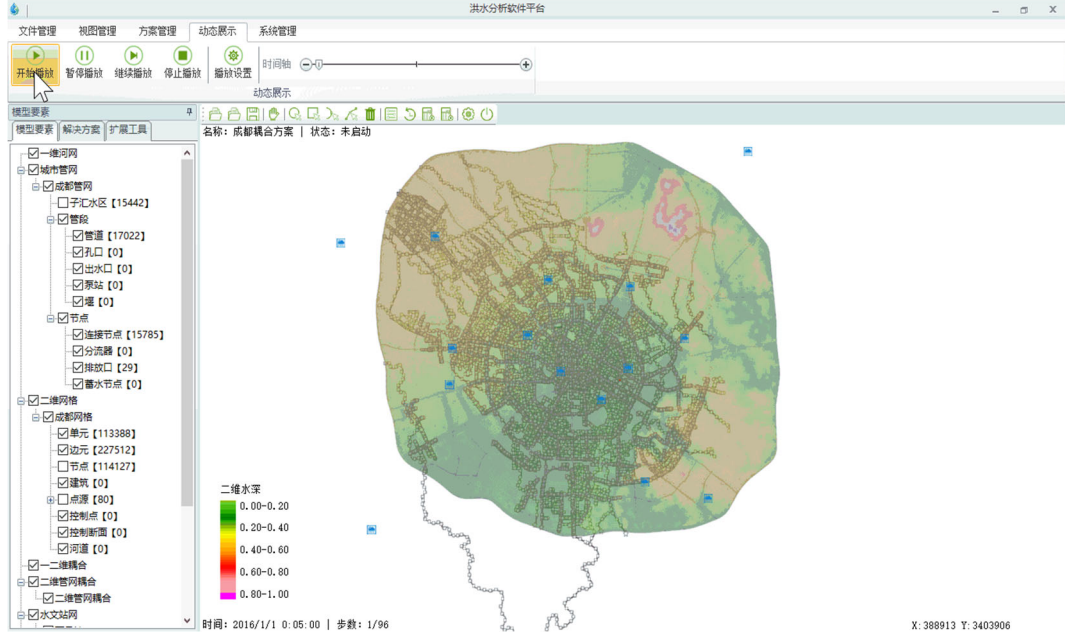 洪水分析软件平台
文件管理 视图管理 方案管理 动态展示 系统管理
开始播放 暂停播放 继续播放 停止播放 播放设置 时间轴
动态展示
模型要素
模型要素 解决方案 扩展工具
名称: 成都耦合方案 | 状态: 未启动
一维河网
城市管网
成都管网
子汇水区【15442】
管段
管道【17022】
孔口【0】
出水口【0】
泵站【0】
堰【0】
节点
连接节点【15785】
分流器【0】
排放口【29】
蓄水节点【0】
二维网格
成都网格
单元【113388】
边元【227512】
节点【114127】
建筑【0】
点源【80】
控制点【0】
控制断面【0】
河道【0】
一二维耦合
二维管网耦合
二维管网耦合
水文站网
二维水深
0.00-0.20
0.20-0.40
0.40-0.60
0.60-0.80
0.80-1.00
时间: 2016/1/1 0:05:00 | 步数: 1/96
X:388913 Y:3403906